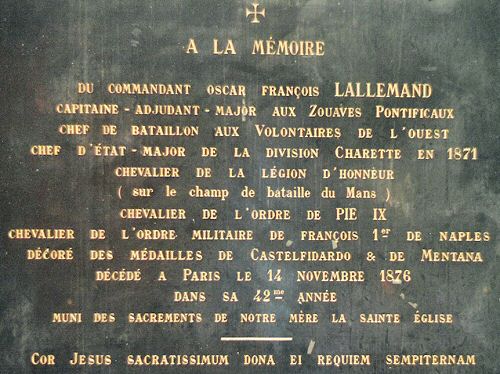 A LA MÉMOIRE
DU COMMANDANT OSCAR FRANÇOIS LALLEMAND
CAPITAINE - ADJUDANT - MAJOR AUX ZOUAVES PONTIFICAUX
CHEF DE BATAILLON AUX VOLONTAIRES DE L'OUEST
CHEF D'ÉTAT - MAJOR DE LA DIVISION CHARETTE EN 1871
CHEVALIER DE LA LÉGION D'HONNEUR
( SUR LE CHAMP DE BATAILLE DU MANS )
CHEVALIER DE L'ORDRE DE PIE IX
CHEVALIER DE L'ORDRE MILITAIRE DE FRANÇOIS 1er DE NAPLES
DÉCORÉ DES MÉDAILLES DE CASTELFIDARDO & DE MENTANA
DÉCÉDÉ A PARIS LE 14 NOVEMBRE 1876
DANS SA 42me ANNÉE
MUNI DES SACREMENTS DE NOTRE MÈRE LA SAINTE ÉGLISE
COR JESUS SACRATISSIMUM DONA EI REQUIEM SEMPITERNAM